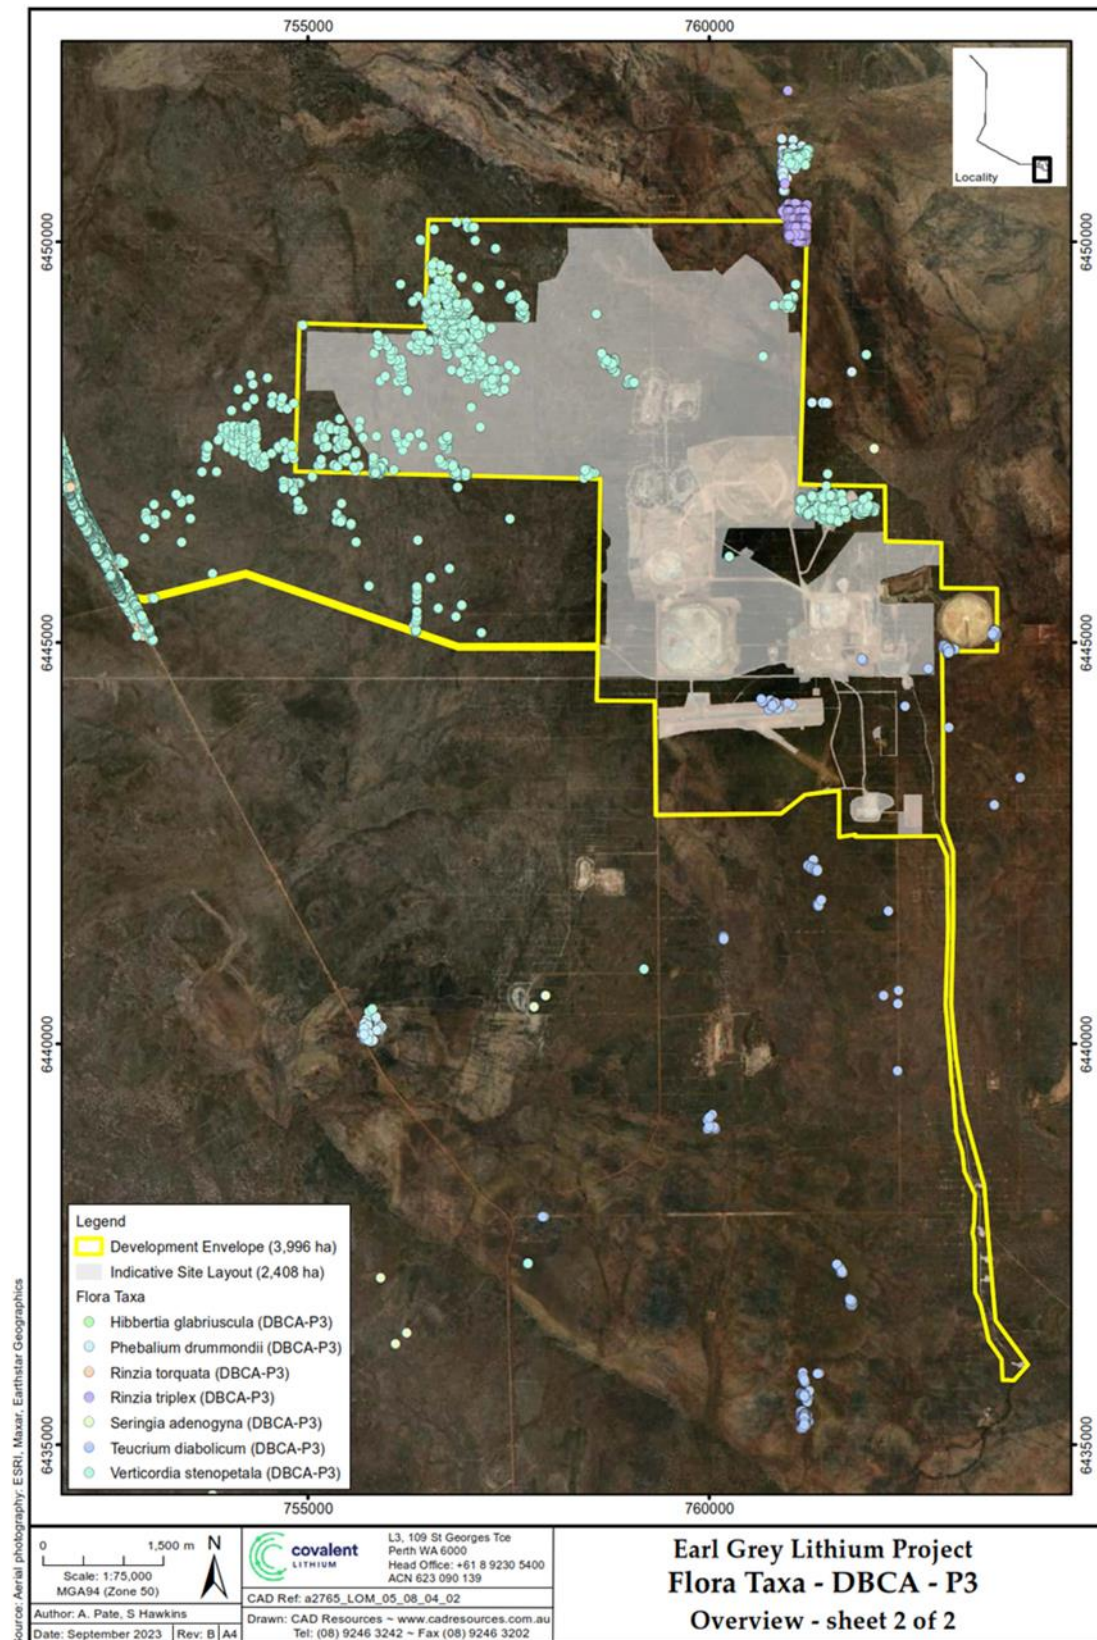 755000
760000
Locality
6450000
6450000
6445000
6445000
6440000
6440000
6435000
6435000
Legend
Development Envelope (3,996 ha)
Indicative Site Layout (2,408 ha)
Flora Taxa
Hibbertia glabriuscula (DBCA-P3)
Phebalium drummondii (DBCA-P3)
Rinzia torquata (DBCA-P3)
Rinzia triplex (DBCA-P3)
Seringia adenogyna (DBCA-P3)
Teucrium diabolicum (DBCA-P3)
Verticordia stenopetala (DBCA-P3)
755000
760000
Source: Aerial photography: ESRI, Maxar, Earthstar Geographics
0 1,500 m N
Scale: 1:75,000
MGA94 (Zone 50)
Author: A. Pate, S Hawkins
Date: September 2023 Rev: B A4
covalent
LITHIUM
L3, 109 St Georges Tce
Perth WA 6000
Head Office: +61 8 9230 5400
ACN 623 090 139
CAD Ref: a2765_LOM_05_08_04_02
Drawn: CAD Resources ~ www.cadresources.com.au
Tel: (08) 9246 3242 ~ Fax (08) 9246 3202
Earl Grey Lithium Project
Flora Taxa - DBCA - P3
Overview - sheet 2 of 2